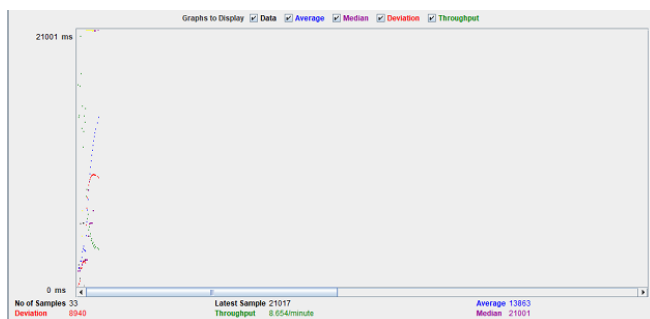 Graphs to Display Data Average Median Deviation Throughput
21001 ms
0 ms
No of Samples 33 Latest Sample 21017 Average 13863
Deviation 8940 Throughput 8.654/minute Median 21001